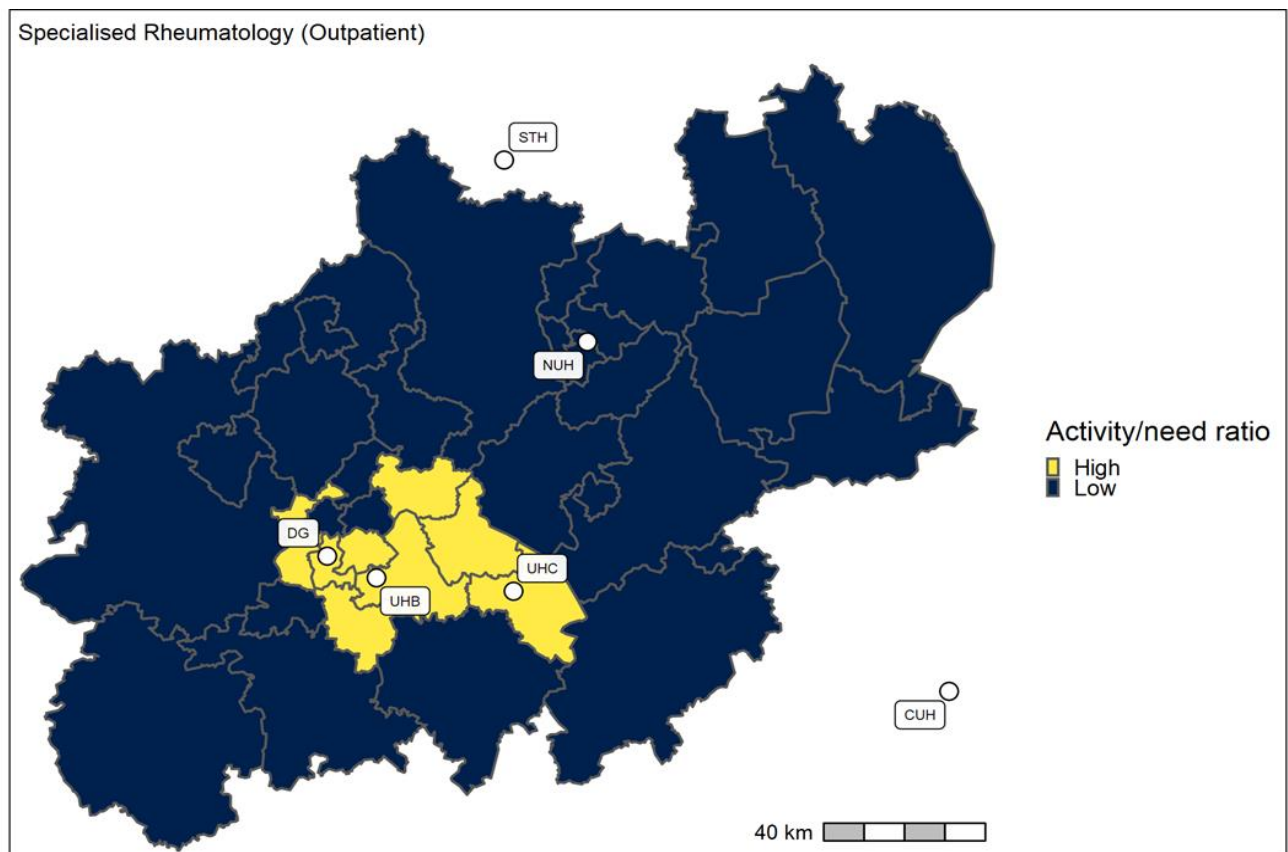 Specialised Rheumatology (Outpatient)
STH
NUH
Activity/need ratio
High
Low
DG
UHC
UHB
CUH
40 km